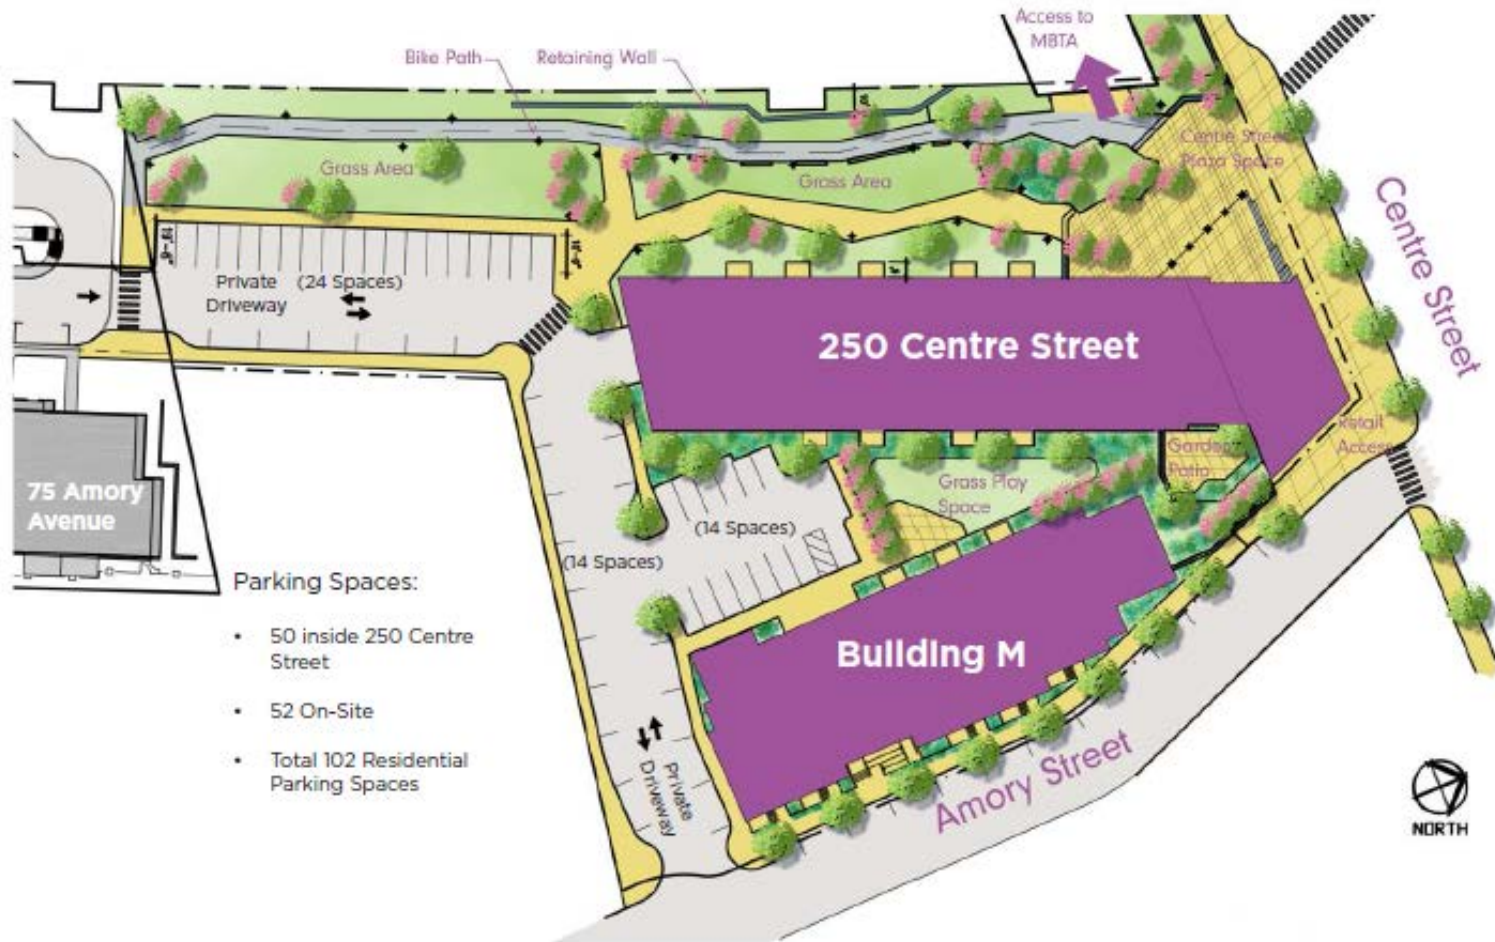 Access to
MBTA
Bike Path
Retaining Wall
Centre Street
Plaza Space
Grass Area
Grass Area
Centre Street
Private
Driveway
(24 Spaces)
250 Centre Street
Retail
Access
Garden
Patio
Grass Play
Space
75 Amory
Avenue
(14 Spaces)
(14 Spaces)
Parking Spaces:
• 50 inside 250 Centre
Street
• 52 On-Site
• Total 102 Residential
Parking Spaces
Building M
Private
Driveway
Amory Street
NORTH